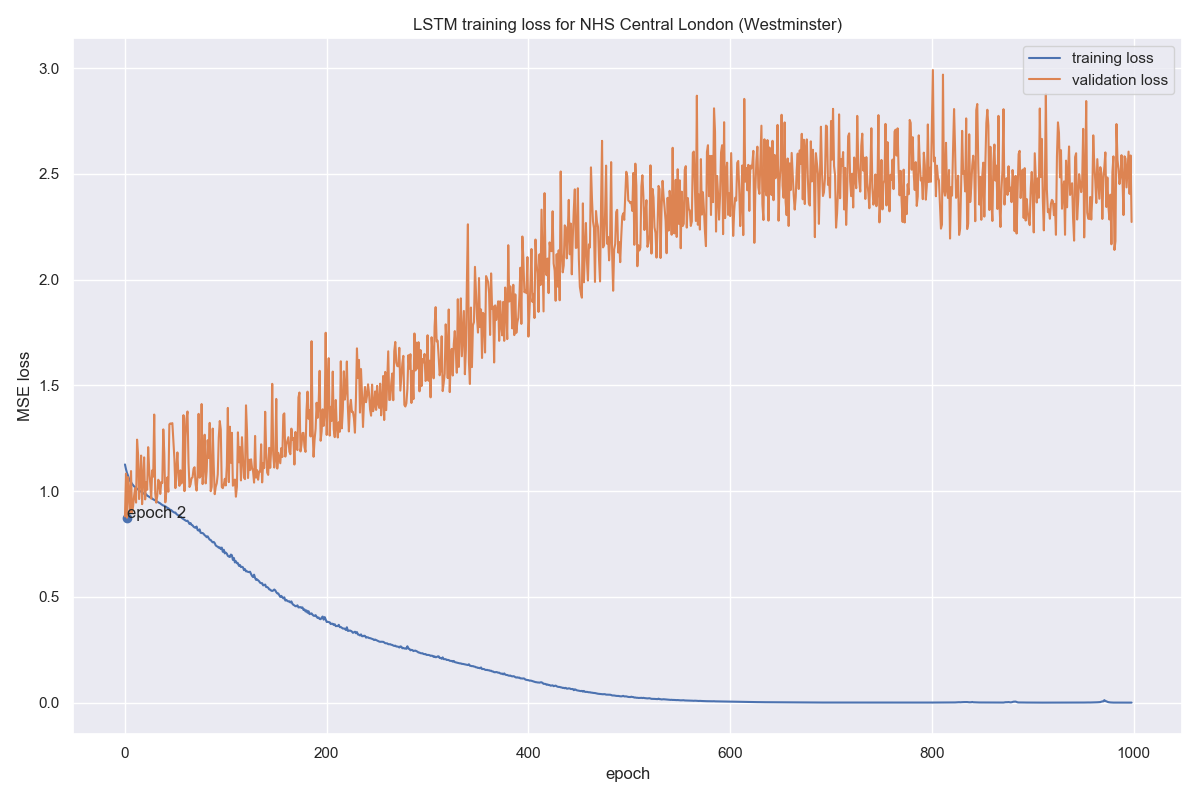 LSTM training loss for NHS Central London (Westminster)
training loss
validation loss
3.0
2.5
2.0
1.5
1.0
0.5
0.0
MSE loss
epoch 2
0
200
400
600
800
1000
epoch